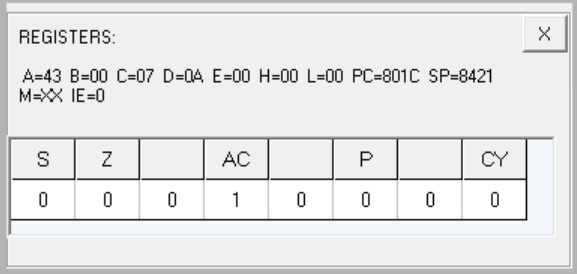 REGISTERS:
X
A=43 B=00 C=07 D=0A E=00 H=00 L=00 PC=801C SP=8421
M=XX IE=0
S Z AC P CY
0 0 0 1 0 0 0 0